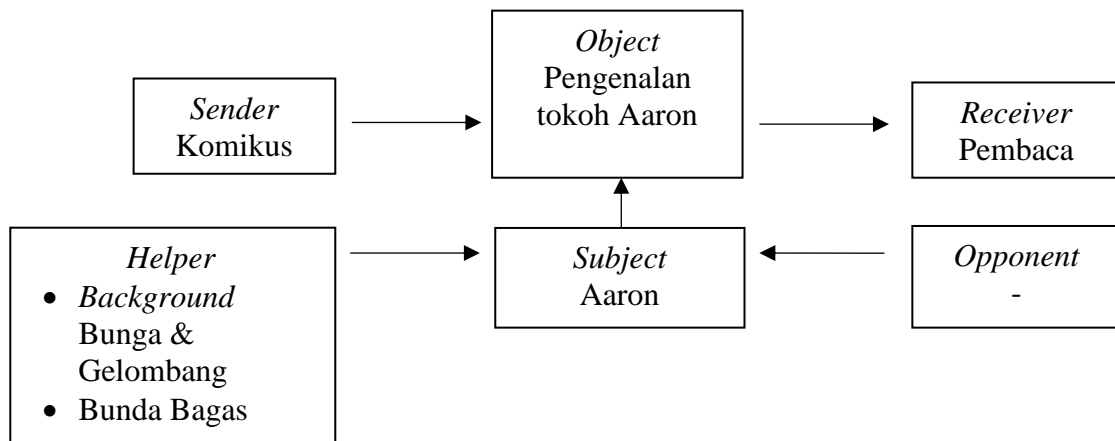 Object
Pengenalan
tokoh Aaron
Sender
Komikus
Receiver
Pembaca
Helper
• Background
Bunga &
Gelombang
• Bunda Bagas
Subject
Aaron
Opponent
-